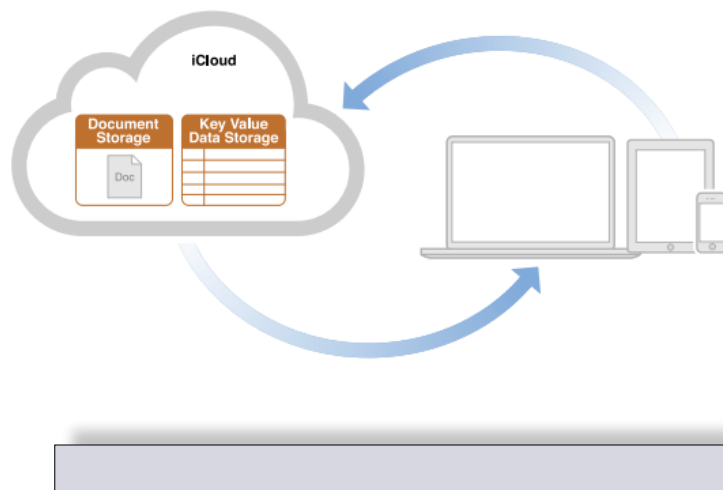 iCloud
Document
Storage
Key Value
Data Storage
Doc